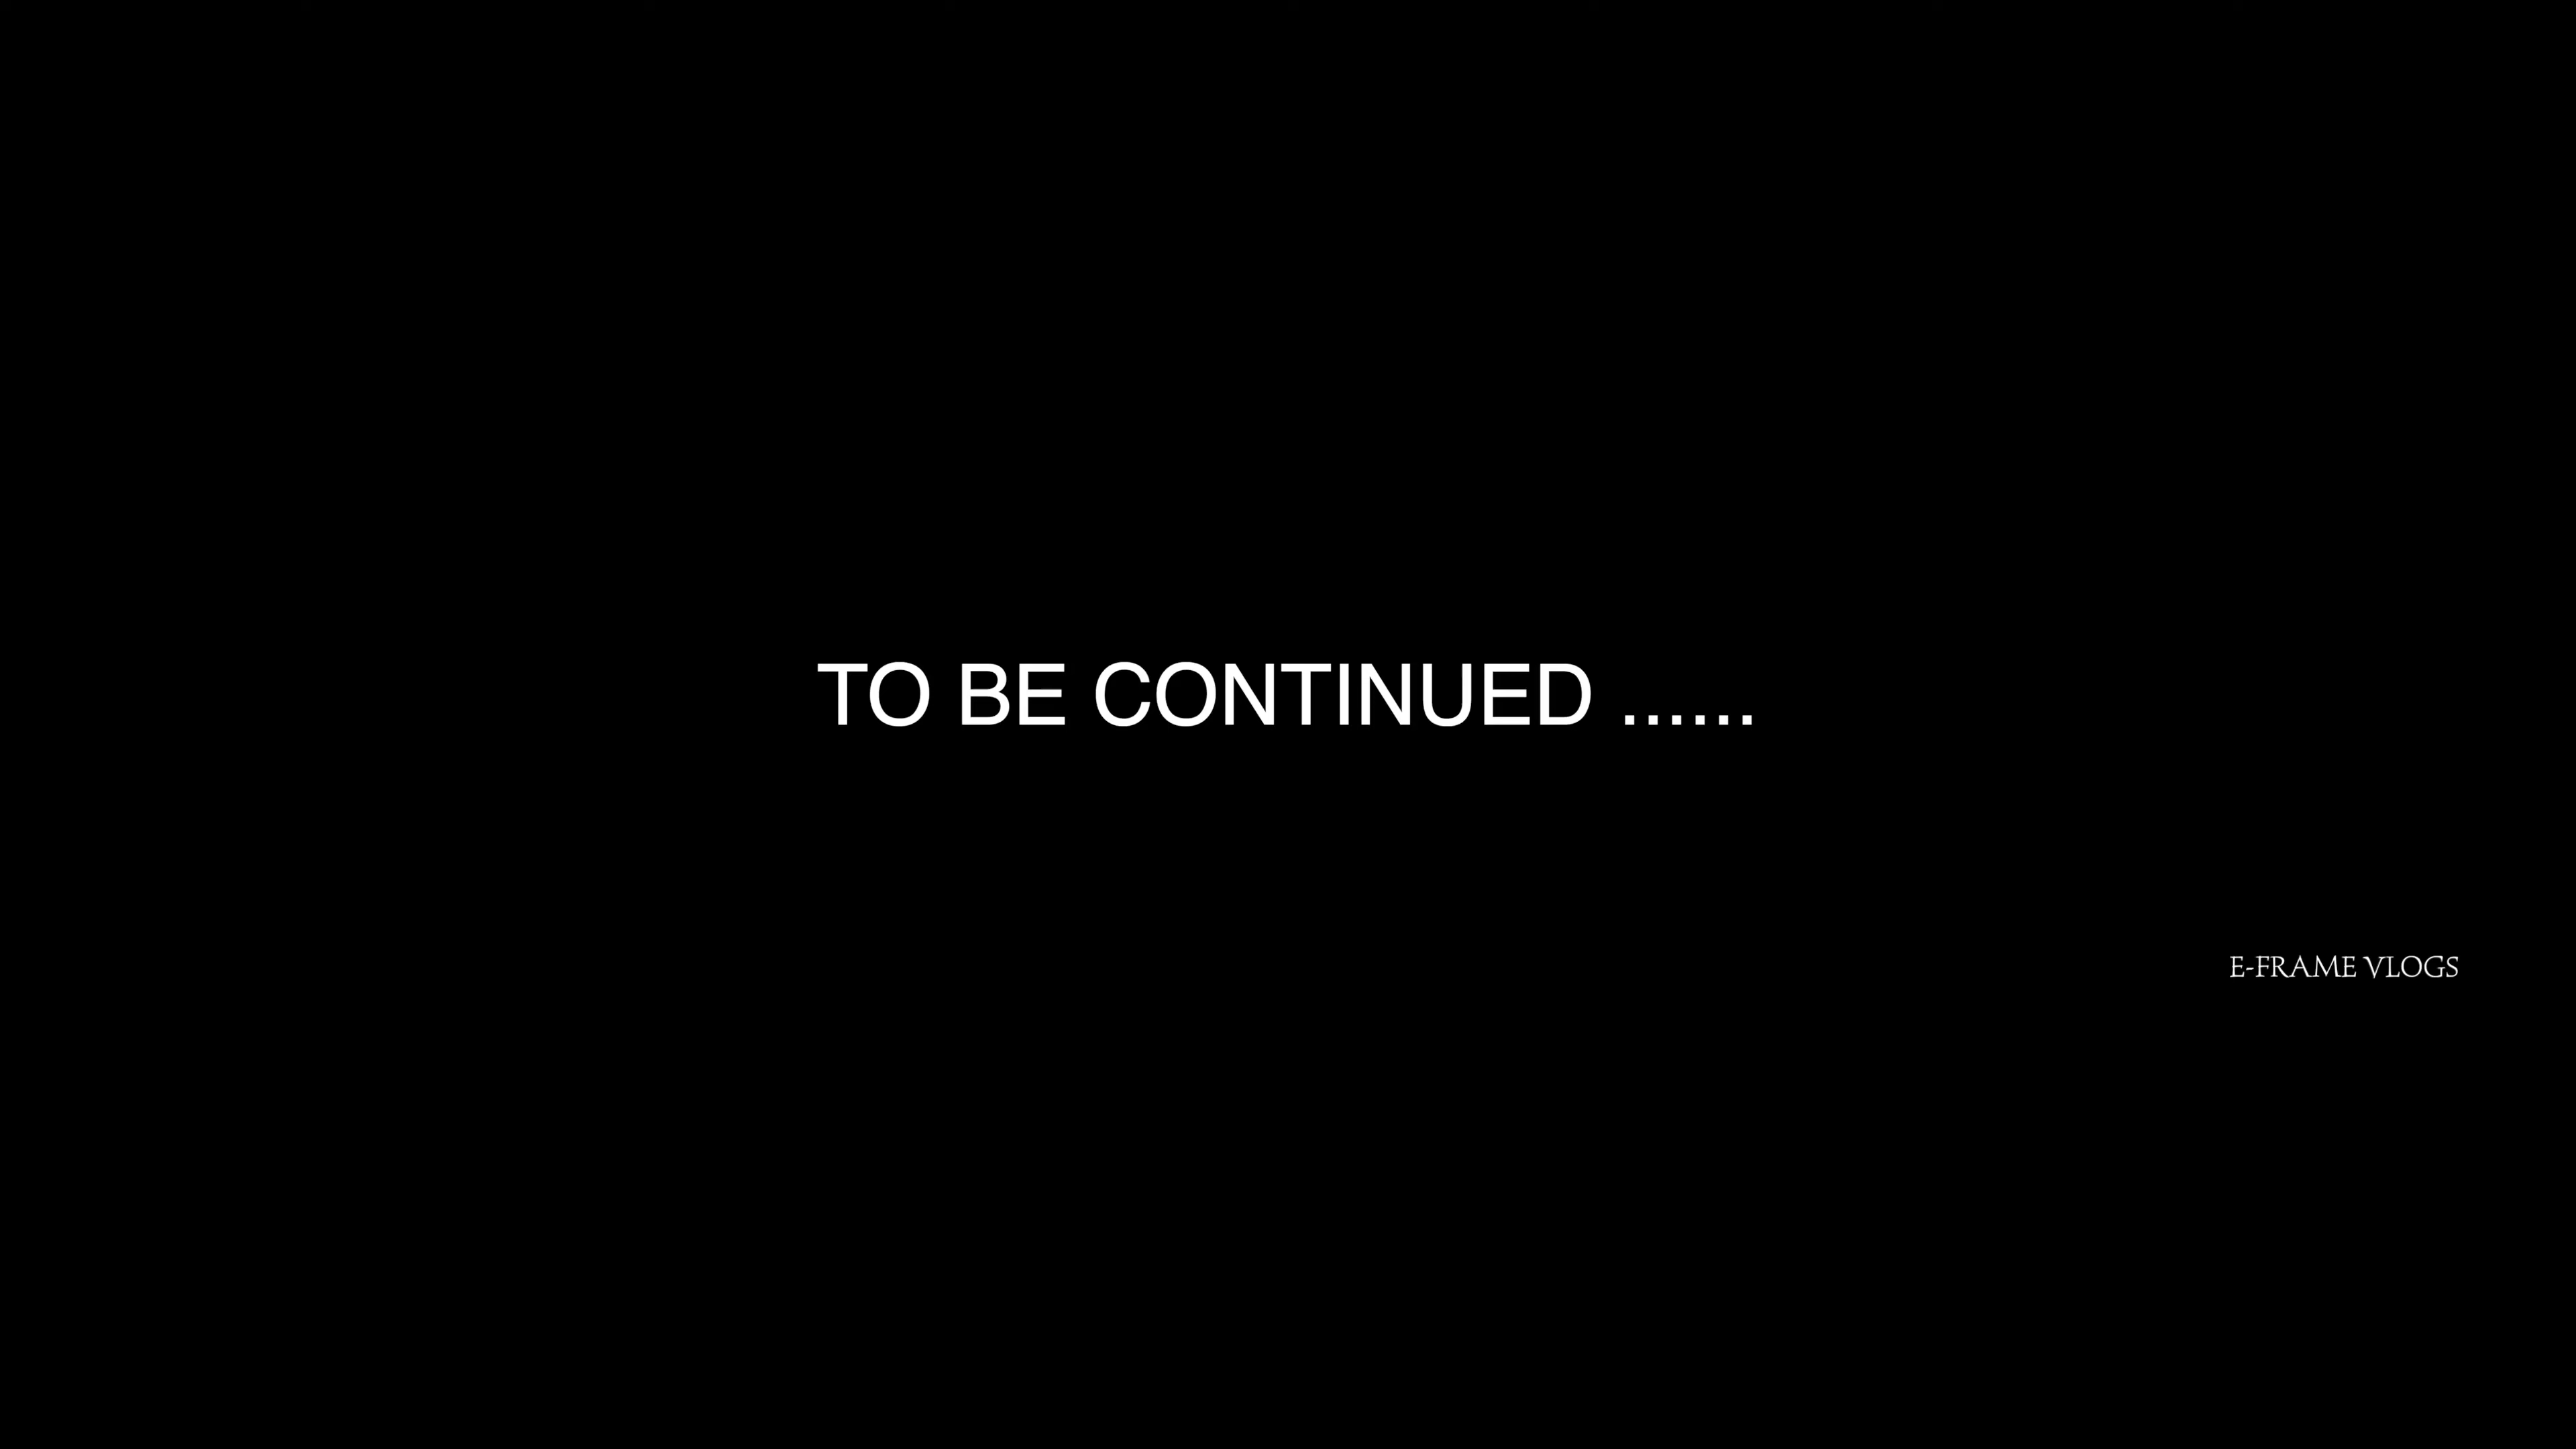 TO BE CONTINUED ......
E-FRAME VLOGS